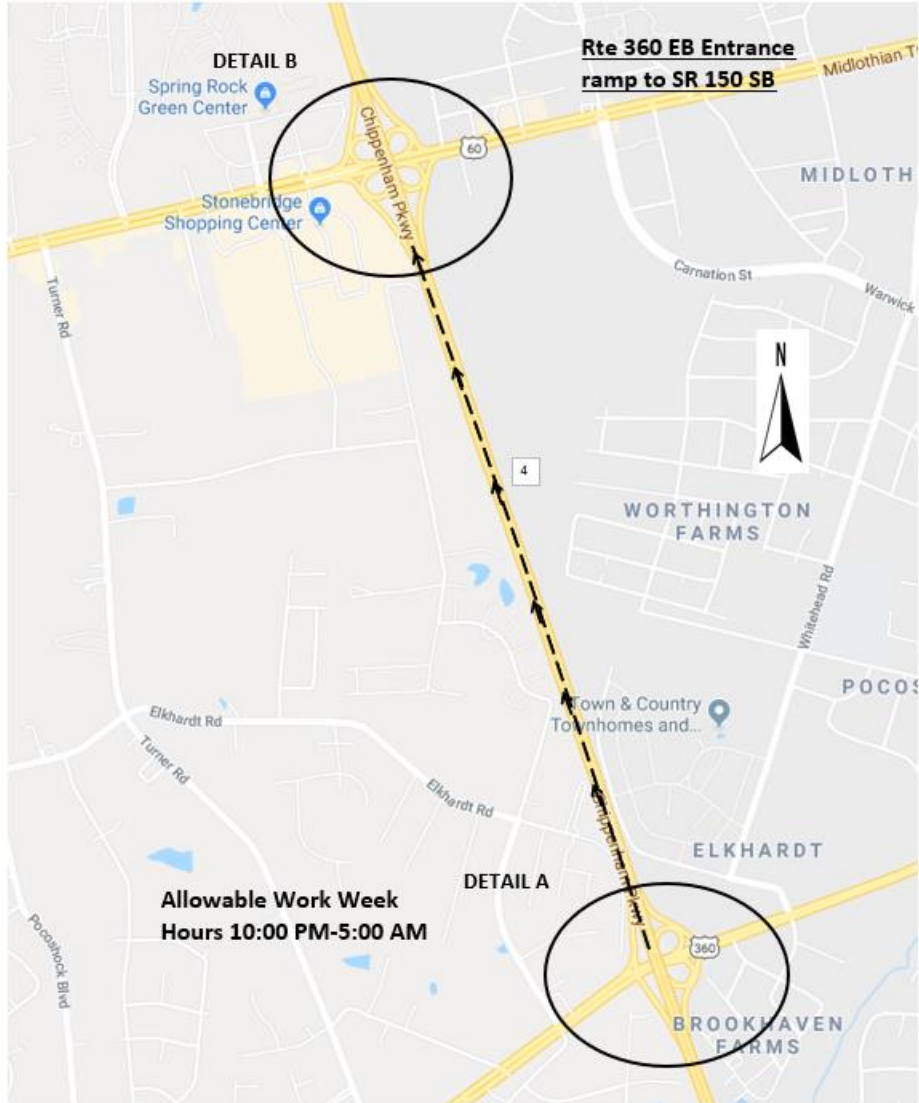 DETAIL B
Rte 360 EB Entrance
ramp to SR 150 SB
Spring Rock
Green Center
Midlothian T
Chippenham Pkwy
60
MIDLOTH
Stonebridge
Shopping Center
Carnation St
Warwick
Turner Rd
N
4
WORTHINGTON
FARMS
Whitehead Rd
POCOS
Town & Country
Townhomes and...
Elkhardt Rd
Turner Rd
Elkhardt Rd
Chippenham Pkwy
ELKHARDT
DETAIL A
Allowable Work Week
Hours 10:00 PM-5:00 AM
360
Pocoshock Blvd
BROOKHAVEN
FARMS